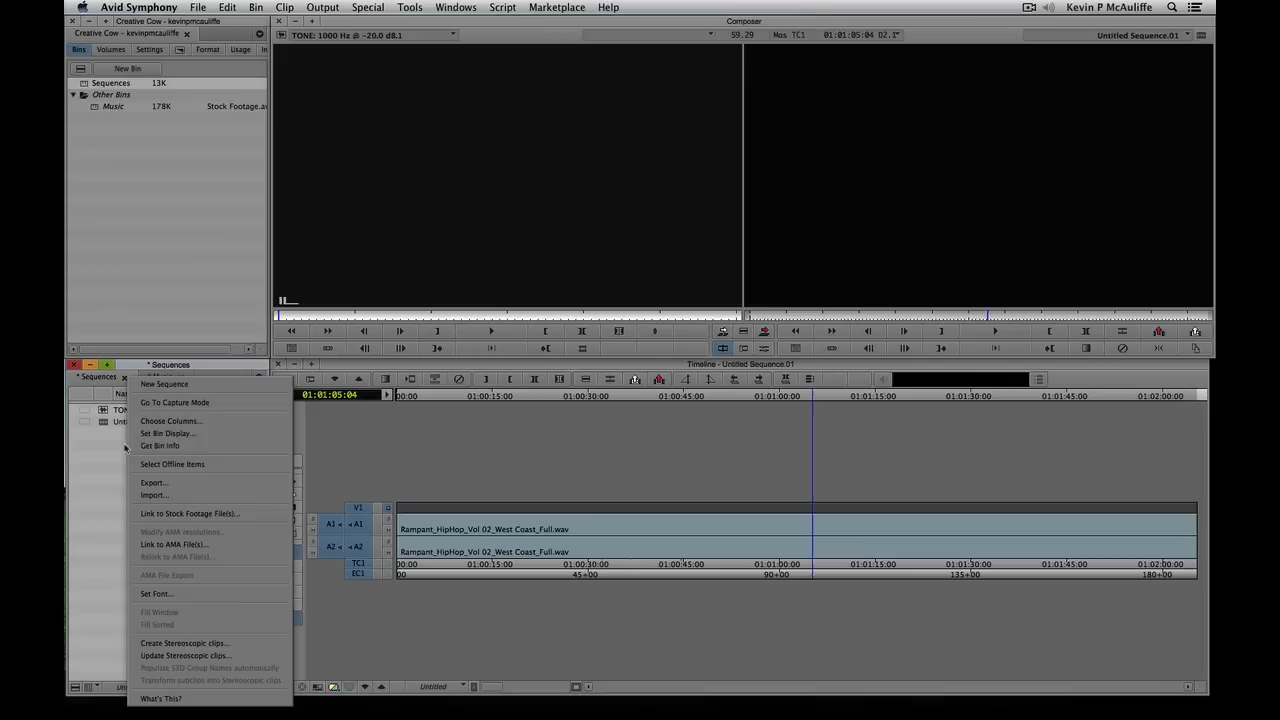 Avid Symphony File Edit Bin Clip Output Special Tools Windows Script Marketplace Help Kevin P McAuliffe
Creative Cow - kevinpmcauliffe
Composer
Creative Cow - kevinpmcauliffe
TONE: 1000 Hz @ -20.0 dB.1
59.29 Mas TC1 01:01:05:04 D2.1
Untitled Sequence.01
Bins Volumes Settings Format Usage
New Bin
Sequences 13K
Other Bins
Music 178K Stock Footage.a
* Sequences
Timeline - Untitled Sequence.01
* Sequences
New Sequence
Go To Capture Mode
Choose Columns...
Set Bin Display...
Get Bin Info
Select Offline Items
Export...
Import...
Link to Stock Footage File(s)...
Modify AMA resolutions..
Link to AMA File(s)...
Relink to AMA File(s)...
AMA File Export
Set Font...
Fill Window
Fill Sorted
Create Stereoscopic clips...
Update Stereoscopic clips...
Populate S3D Group Names automatically
Transform subclips into Stereoscopic clips
What's This?
Na
TON
Unti
Unt
01:01:05:04
:00:00 01:00:15:00 01:00:30:00 01:00:45:00 01:01:00:00 01:01:15:00 01:01:30:00 01:01:45:00 01:02:00:00
V1
A1 A1 Rampant_HipHop_Vol 02_West Coast_Full.wav
A2 A2 Rampant_HipHop_Vol 02_West Coast_Full.wav
TC1 :00:00 01:00:15:00 01:00:30:00 01:00:45:00 01:01:00:00 01:01:15:00 01:01:30:00 01:01:45:00 01:02:00:00
EC1 00 45+00 90+00 135+00 180+00
Untitled